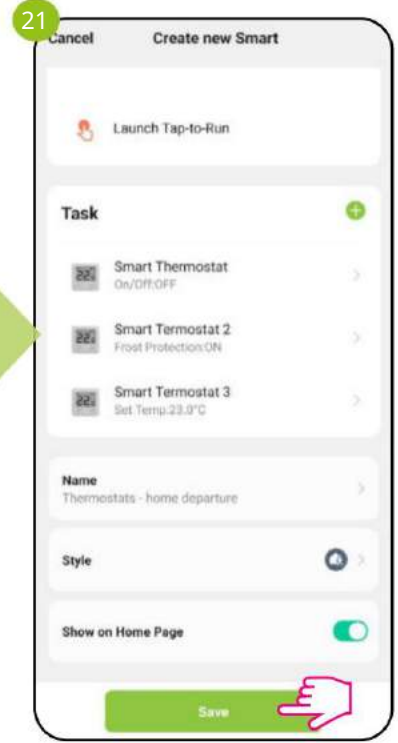 21
Cancel Create new Smart
Launch Tap-to-Run
Task
Smart Thermostat
On/Off:OFF
Smart Termostat 2
Frost Protection:ON
Smart Termostat 3
Set Temp:23.0°C
Name
Thermostats - home departure
Style
Show on Home Page
Save